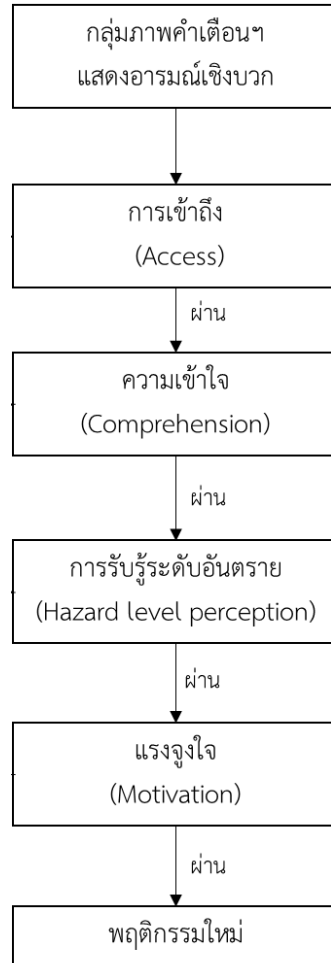 กลุ่มภาพคำเตือนฯ
แสดงอารมณ์เชิงบวก
การเข้าถึง
(Access)
ผ่าน
ความเข้าใจ
(Comprehension)
ผ่าน
การรับรู้ระดับอันตราย
(Hazard level perception)
ผ่าน
แรงจูงใจ
(Motivation)
ผ่าน
พฤติกรรมใหม่